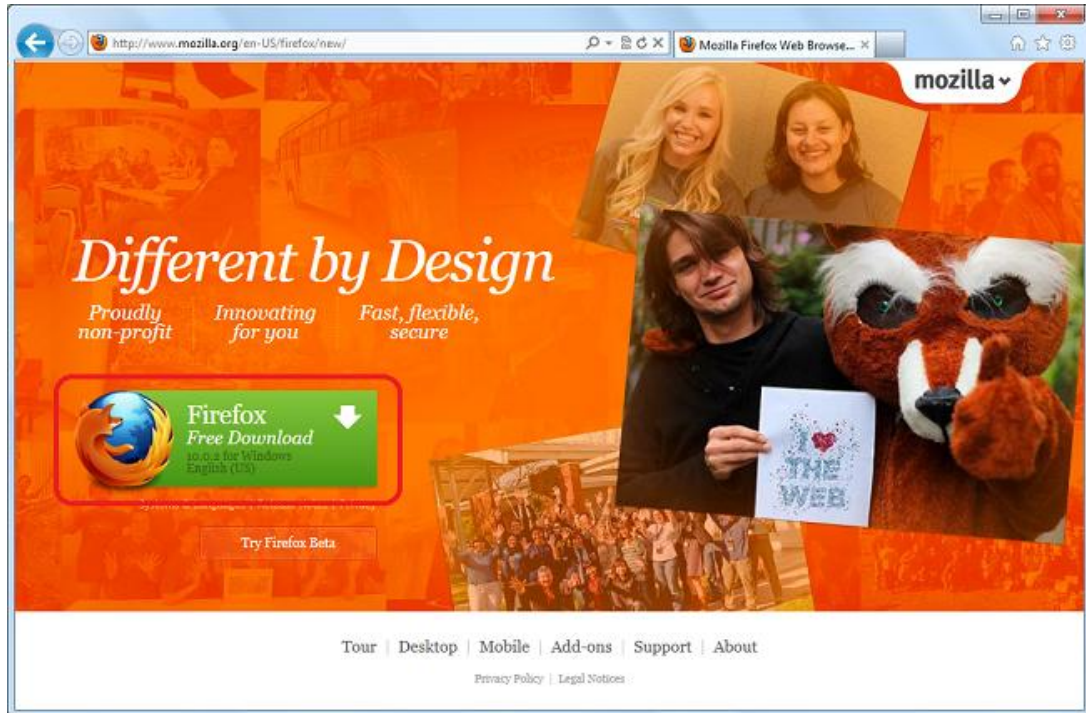 http://www.mozilla.org/en-US/firefox/new/
Mozilla Firefox Web Browse...
mozilla
Different by Design
Proudly
non-profit
Innovating
for you
Fast, flexible,
secure
Firefox
Free Download
10.0.2 for Windows
English (US)
Try Firefox Beta
I
THE
WEB
Tour | Desktop | Mobile | Add-ons | Support | About
Privacy Policy | Legal Notices